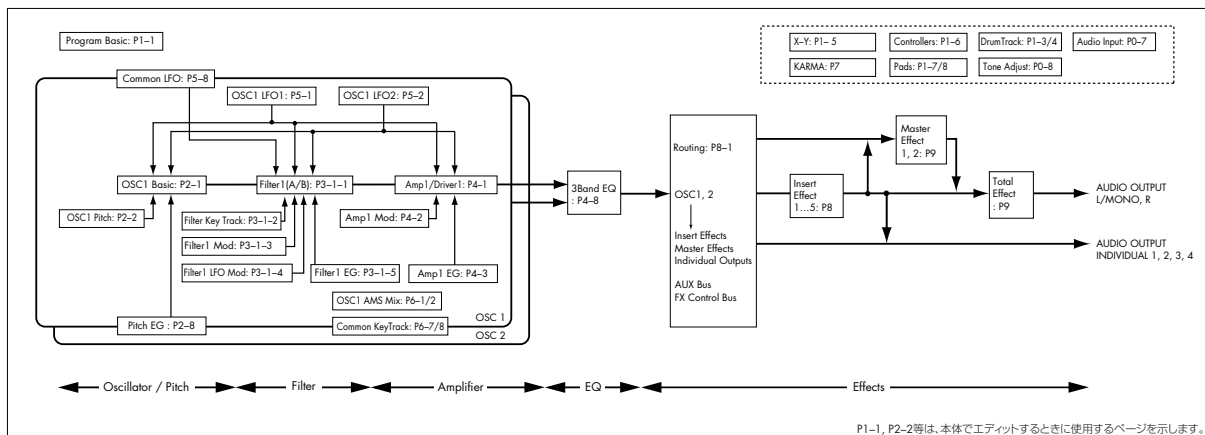 Program Basic: P1–1
X–Y: P1– 5
Controllers: P1–6
DrumTrack: P1–3/4
Audio Input: P0–7
KARMA: P7
Pads: P1–7/8
Tone Adjust: P0–8
Common LFO: P5–8
OSC1 LFO1: P5–1
OSC1 LFO2: P5–2
OSC1 Basic: P2–1
Filter1(A/B): P3–1–1
Amp1/Driver1: P4–1
OSC1 Pitch: P2–2
Filter Key Track: P3–1–2
Amp1 Mod: P4–2
Filter1 Mod: P3–1–3
Filter1 LFO Mod: P3–1–4
Filter1 EG: P3–1–5
Amp1 EG: P4–3
OSC1 AMS Mix: P6–1/2
OSC 1
Pitch EG : P2–8
Common KeyTrack: P6–7/8
OSC 2
3Band EQ
: P4–8
Routing: P8–1
OSC1, 2
Insert Effects
Master Effects
Individual Outputs
AUX Bus
FX Control Bus
Insert
Effect
1...5: P8
Master
Effect
1, 2: P9
Total
Effect
: P9
AUDIO OUTPUT
L/MONO, R
AUDIO OUTPUT
INDIVIDUAL 1, 2, 3, 4
Oscillator / Pitch
Filter
Amplifier
EQ
Effects
P1–1, P2–2等は、本体でエディットするときに使用するページを示します。